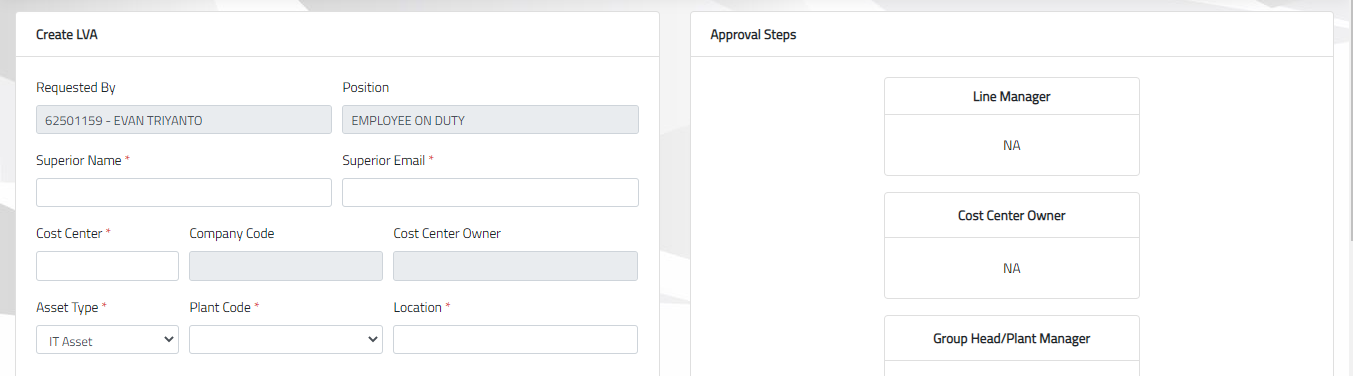 Create LVA
Requested By
Position
62501159 - EVAN TRIYANTO
EMPLOYEE ON DUTY
Superior Name *
Superior Email *
Cost Center *
Company Code
Cost Center Owner
Asset Type *
Plant Code *
Location *
IT Asset
Approval Steps
Line Manager
NA
Cost Center Owner
NA
Group Head/Plant Manager